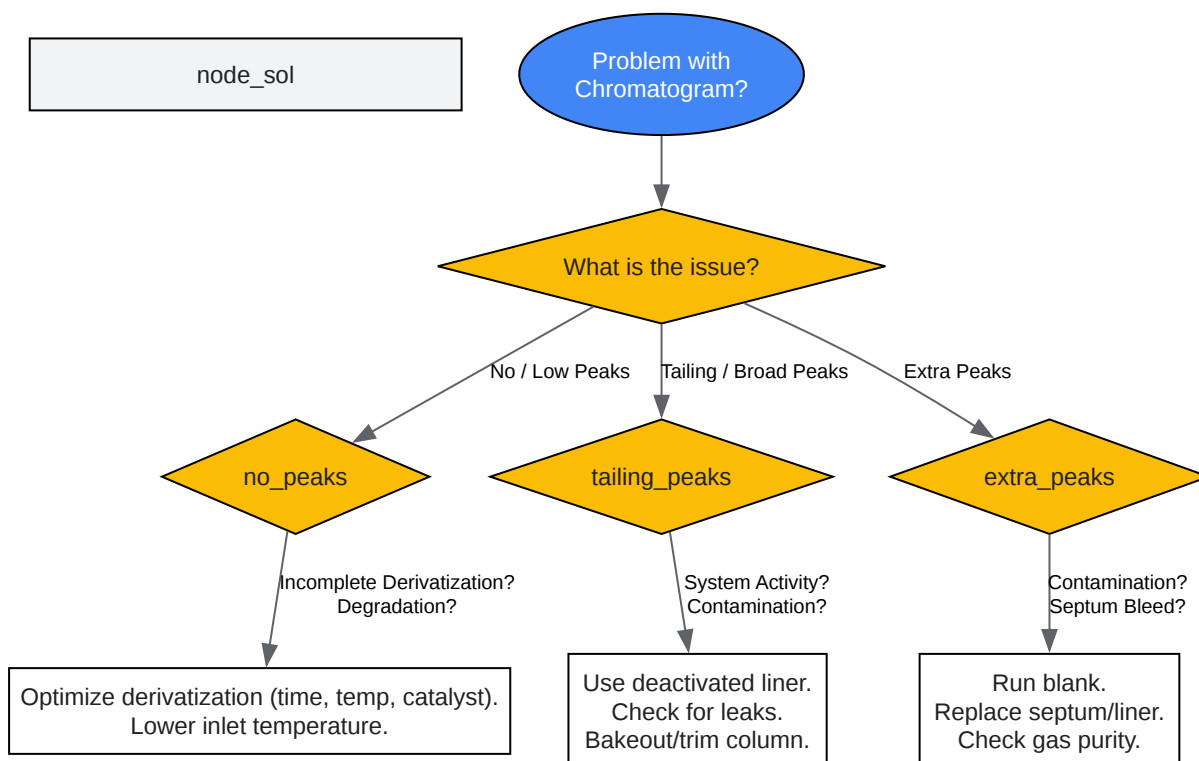 node_sol
Problem with
Chromatogram?
What is the issue?
No / Low Peaks
Tailing / Broad Peaks
Extra Peaks
no_peaks
tailing_peaks
extra_peaks
Incomplete Derivatization?
Degradation?
System Activity?
Contamination?
Contamination?
Septum Bleed?
Optimize derivatization (time, temp, catalyst).
Lower inlet temperature.
Use deactivated liner.
Check for leaks.
Bakeout/trim column.
Run blank.
Replace septum/liner.
Check gas purity.